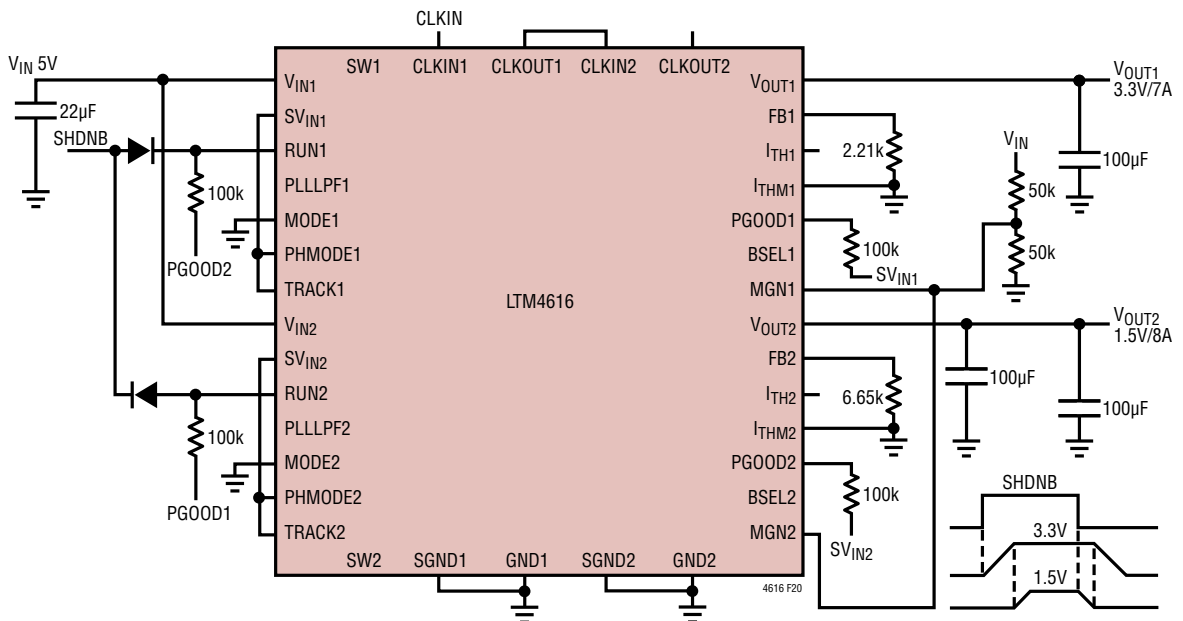 CLKIN
V_IN 5V
22µF
SHDNB
100k
PGOOD2
100k
PGOOD1
SW1 CLKIN1 CLKOUT1 CLKIN2 CLKOUT2
V_IN1
SV_IN1
RUN1
PLLLPF1
MODE1
PHMODE1
TRACK1
V_IN2
SV_IN2
RUN2
PLLLPF2
MODE2
PHMODE2
TRACK2
LTM4616
V_OUT1
FB1
I_TH1
I_THM1
PGOOD1
BSEL1
MGN1
V_OUT2
FB2
I_TH2
I_THM2
PGOOD2
BSEL2
MGN2
SW2 SGND1 GND1 SGND2 GND2
4616 F20
V_OUT1
3.3V/7A
2.21k
V_IN
100µF
50k
50k
100k
SV_IN1
V_OUT2
1.5V/8A
100µF
100µF
6.65k
100k
SV_IN2
SHDNB
3.3V
1.5V